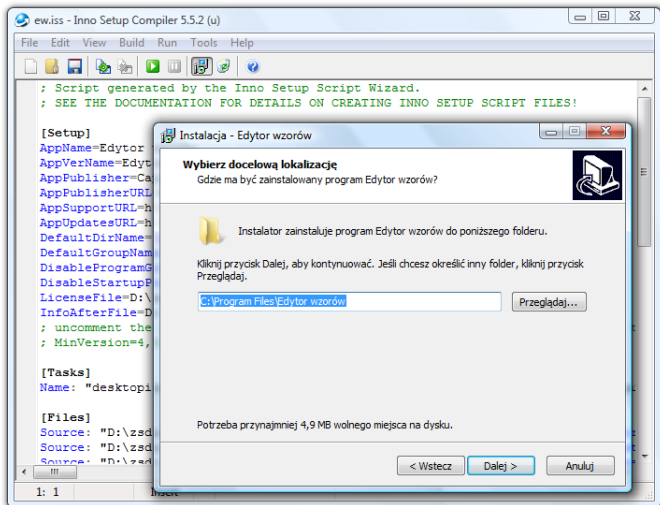 ew.iss - Inno Setup Compiler 5.5.2 (u)
File Edit View Build Run Tools Help
; Script generated by the Inno Setup Script Wizard.
; SEE THE DOCUMENTATION FOR DETAILS ON CREATING INNO SETUP SCRIPT FILES!
[Setup]
AppName=Edytor
AppVerName=Edyt
AppPublisher=Ca
AppPublisherURL
AppSupportURL=h
AppUpdatesURL=h
DefaultDirName=
DefaultGroupNam
DisableProgramG
DisableStartupP
LicenseFile=D:\
InfoAfterFile=D
; uncomment the
; MinVersion=4,
[Tasks]
Name: "desktopi
[Files]
Source: "D:\zsd
Source: "D:\zsd
Source: "D:\zsd
1: 1
Insert
Instalacja - Edytor wzorów
Wybierz docelową lokalizację
Gdzie ma być zainstalowany program Edytor wzorów?
Instalator zainstaluje program Edytor wzorów do poniższego folderu.
Kliknij przycisk Dalej, aby kontynuować. Jeśli chcesz określić inny folder, kliknij przycisk
Przeglądaj.
C:\Program Files\Edytor wzorów
Przeglądaj...
Potrzeba przynajmniej 4,9 MB wolnego miejsca na dysku.
< Wstecz
Dalej >
Anuluj